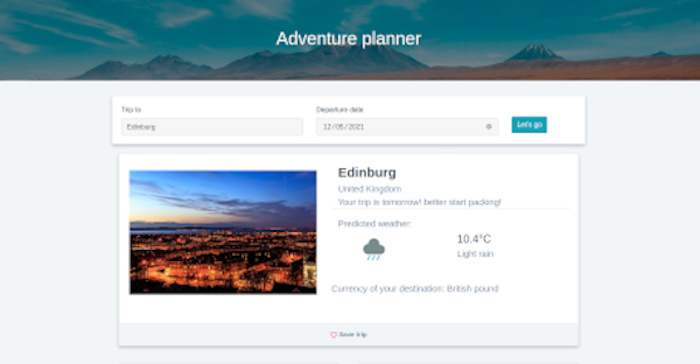 Adventure planner
Trip to
Departure date
Edinburg
12/05/2021
Let's go
Edinburg
United Kingdom
Your trip is tomorrow! better start packing!
Predicted weather:
10.4°C
Light rain
Currency of your destination: British pound
Save trip